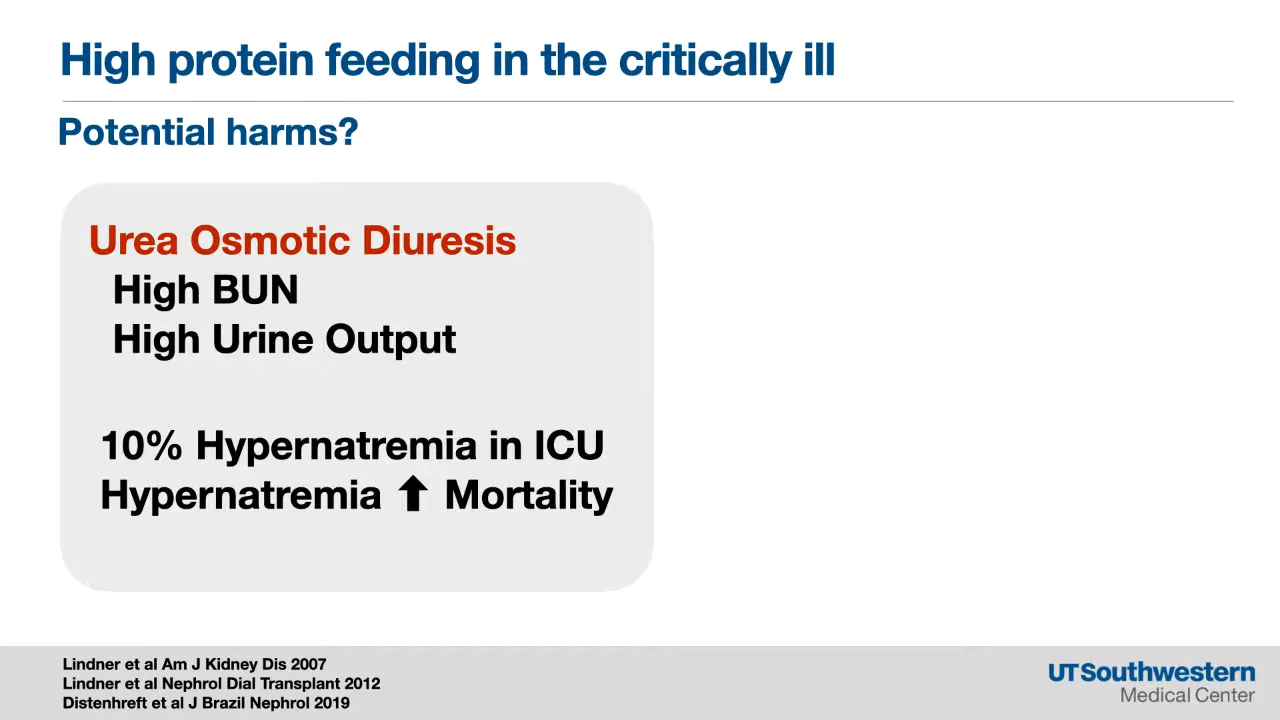 High protein feeding in the critically ill
Potential harms?
Urea Osmotic Diuresis
High BUN
High Urine Output
10% Hypernatremia in ICU
Hypernatremia ⬆ Mortality
Lindner et al Am J Kidney Dis 2007
Lindner et al Nephrol Dial Transplant 2012
Distenhreft et al J Brazil Nephrol 2019
UTSouthwestern
Medical Center